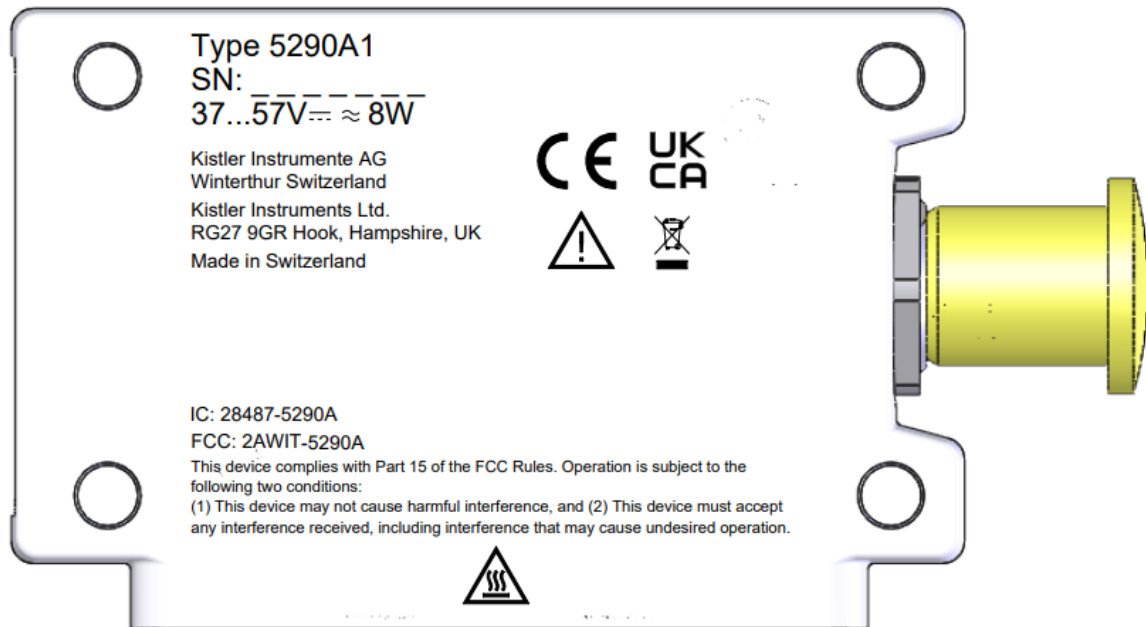 Type 5290A1
SN: _ _ _ _ _ _ _
37...57V⎓ ≈ 8W
Kistler Instrumente AG
Winterthur Switzerland
Kistler Instruments Ltd.
RG27 9GR Hook, Hampshire, UK
Made in Switzerland
CE UK
CA
IC: 28487-5290A
FCC: 2AWIT-5290A
This device complies with Part 15 of the FCC Rules. Operation is subject to the
following two conditions:
(1) This device may not cause harmful interference, and (2) This device must accept
any interference received, including interference that may cause undesired operation.